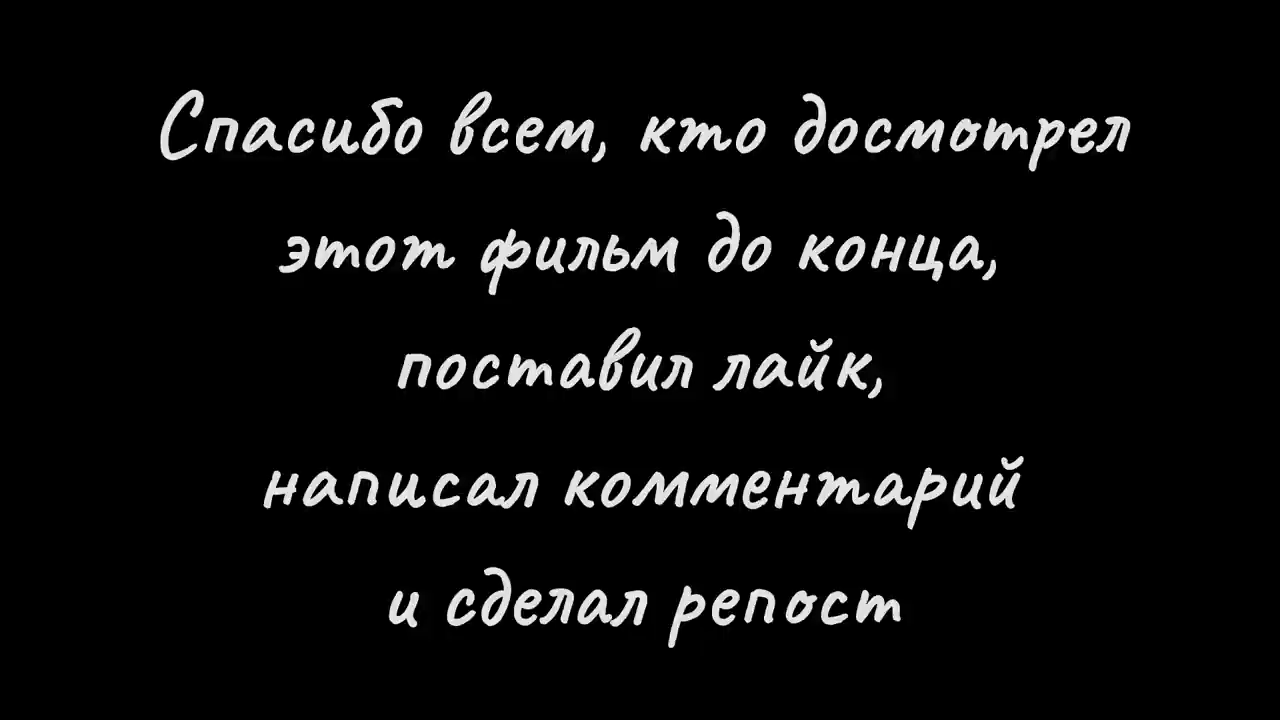 Спасибо всем, кто досмотрел
этот фильм до конца,
поставил лайк,
написал комментарий
и сделал репост